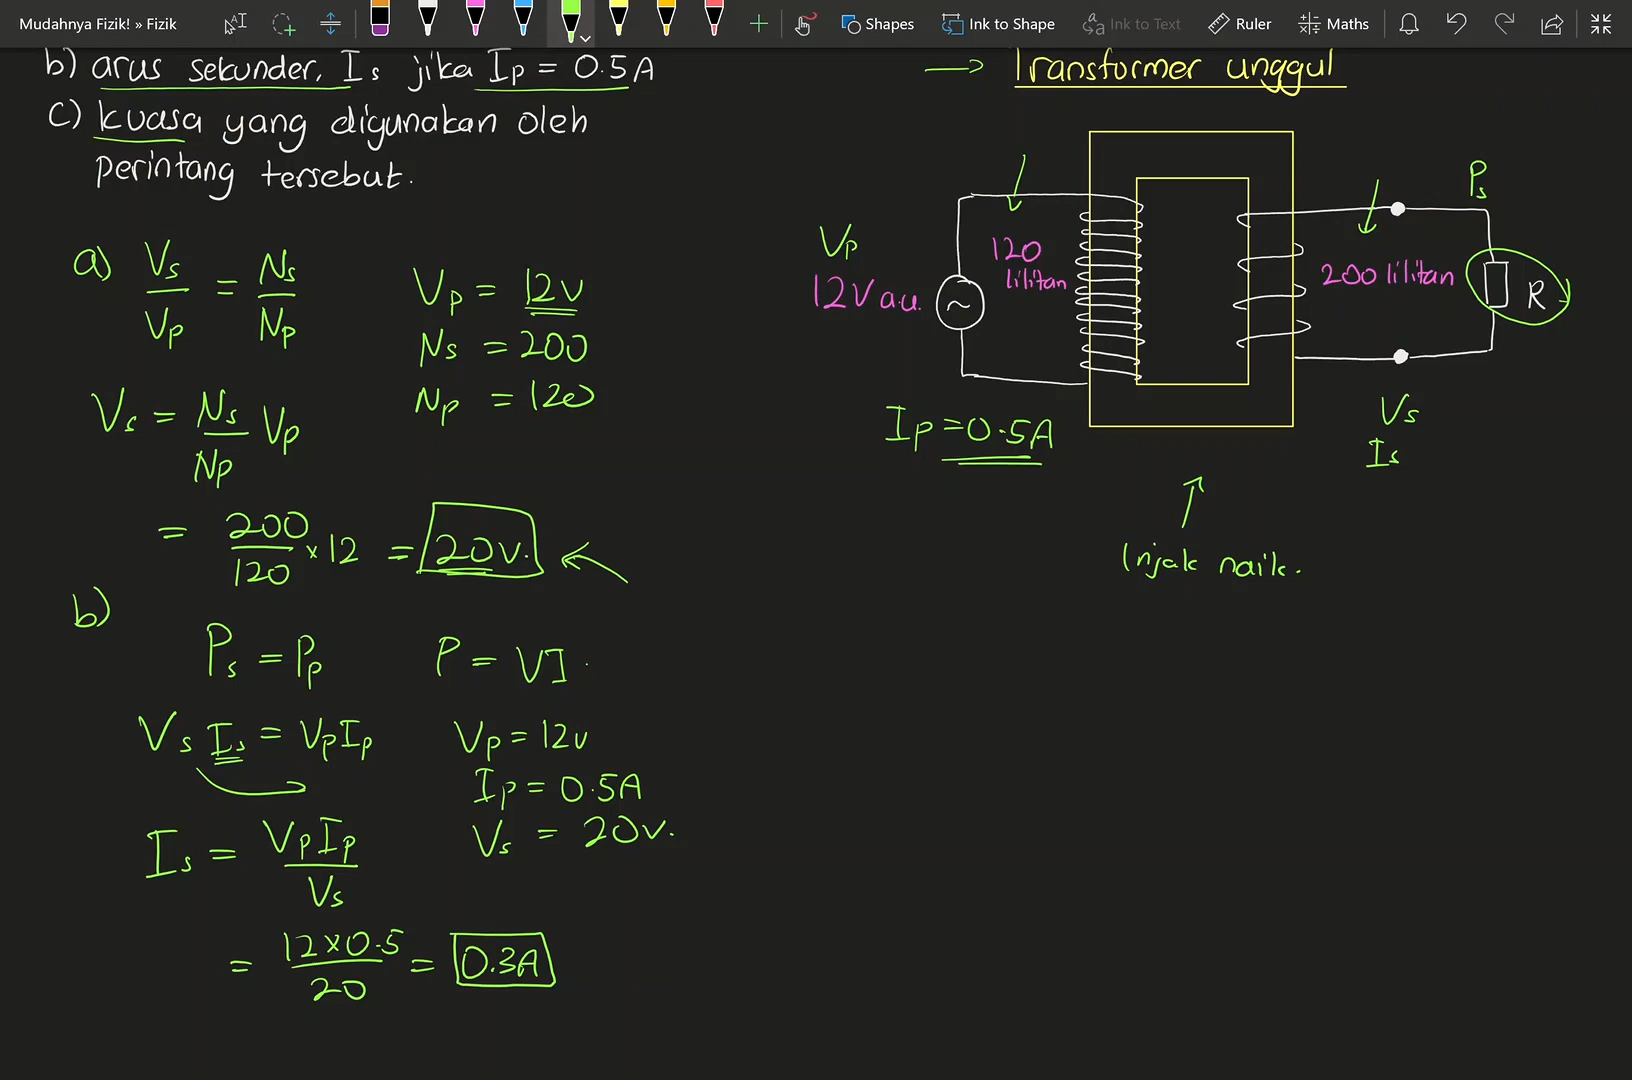 Mudahnya Fizik! » Fizik
Shapes
Ink to Shape
Ink to Text
Ruler
Maths
b) arus sekunder, Is jika Ip = 0.5A
c) kuasa yang digunakan oleh
perintang tersebut.
a) Vs/Vp = Ns/Np
Vp = 12V
Ns = 200
Np = 120
Vs = Ns/Np Vp
= 200/120 × 12 = 20V.
b)
Ps = Pp
P = VI.
Vs Is = VpIp
Vp = 12V
Ip = 0.5A
Vs = 20V.
Is = VpIp/Vs
= 12×0.5/20 = 0.3A
→ Transformer unggul
Vp
12V a.u.
120
lilitan
200 lilitan
Ps
R
Ip = 0.5A
Vs
Is
Injak naik.